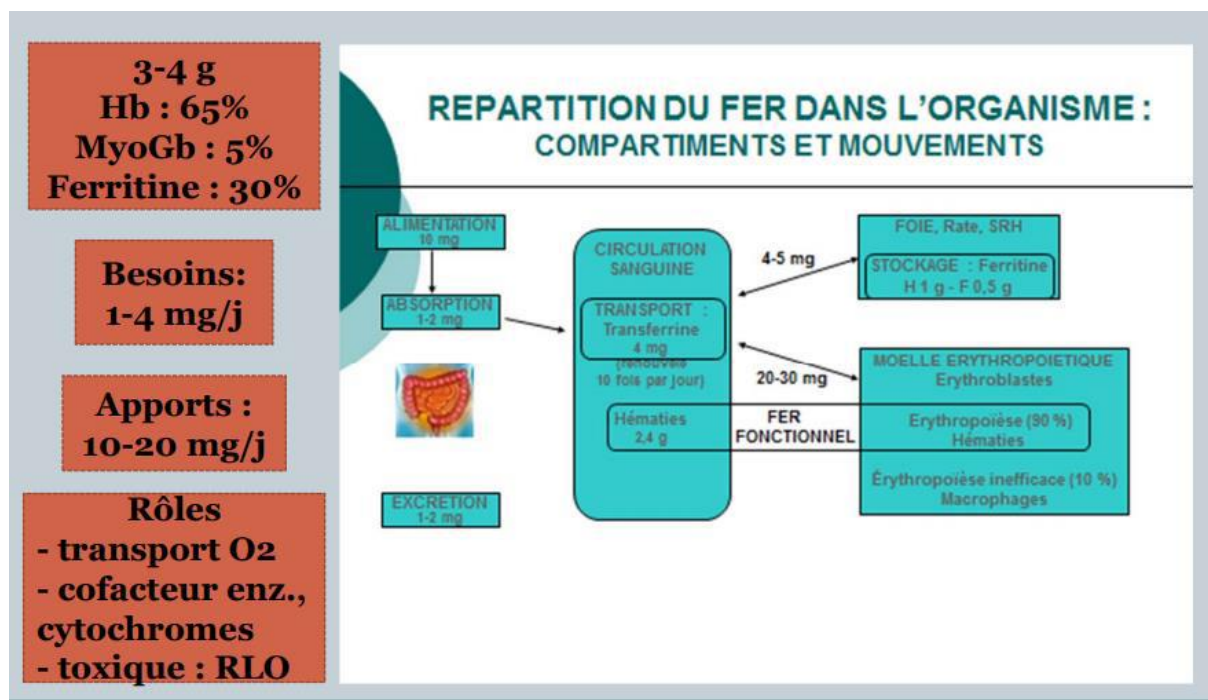 3-4 g
Hb : 65%
MyoGb : 5%
Ferritine : 30%
Besoins:
1-4 mg/j
Apports :
10-20 mg/j
Rôles
- transport O2
- cofacteur enz.,
cytochromes
- toxique : RLO
REPARTITION DU FER DANS L'ORGANISME :
COMPARTIMENTS ET MOUVEMENTS
ALIMENTATION
10 mg
ABSORPTION
1-2 mg
EXCRETION
1-2 mg
CIRCULATION
SANGUINE
TRANSPORT :
Transferrine
4 mg
(renouvelé
10 fois par jour)
Hématies
2,4 g
4-5 mg
20-30 mg
FER
FONCTIONNEL
FOIE, Rate, SRH
STOCKAGE : Ferritine
H 1 g - F 0,5 g
MOELLE ERYTHROPOIETIQUE
Erythroblastes
Erythropoïèse (90 %)
Hématies
Érythropoïèse inefficace (10 %)
Macrophages